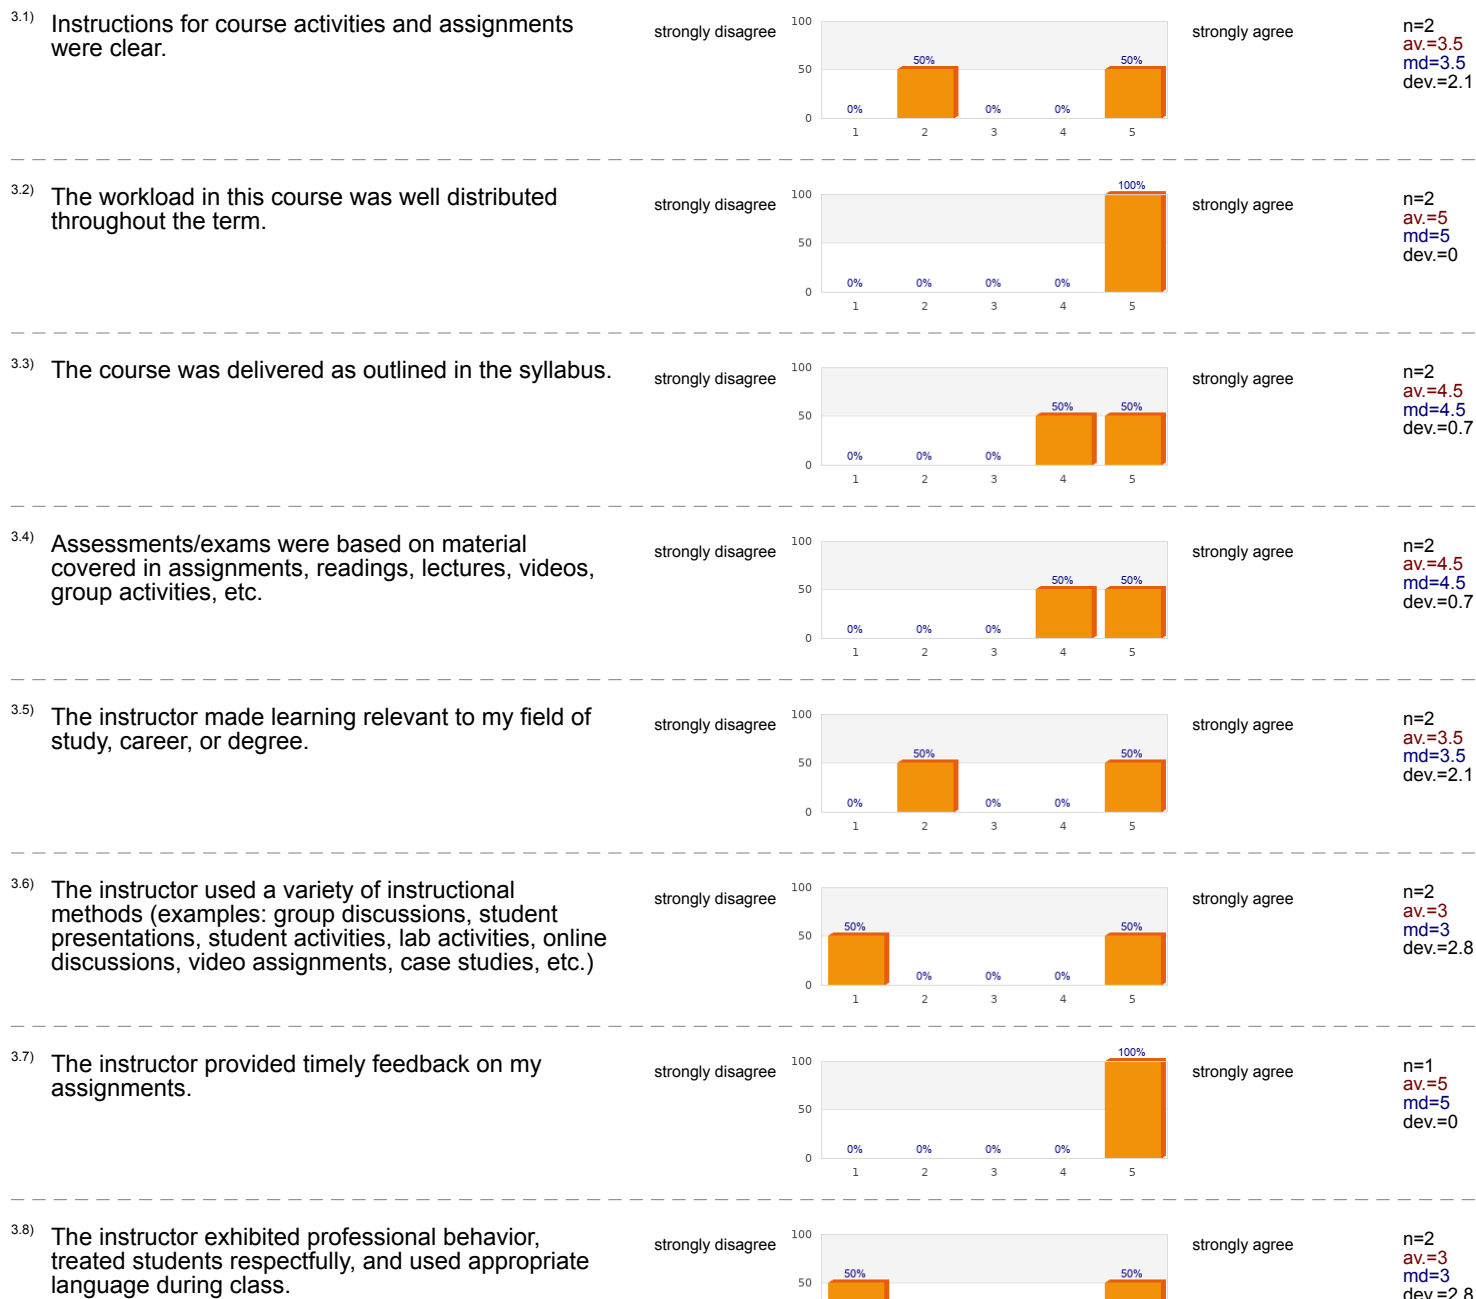 3.1) Instructions for course activities and assignments
were clear.
strongly disagree
100
50
0
0%
50%
0%
0%
50%
1 2 3 4 5
strongly agree
n=2
av.=3.5
md=3.5
dev.=2.1
3.2) The workload in this course was well distributed
throughout the term.
strongly disagree
100
50
0
0%
0%
0%
0%
100%
1 2 3 4 5
strongly agree
n=2
av.=5
md=5
dev.=0
3.3) The course was delivered as outlined in the syllabus.
strongly disagree
100
50
0
0%
0%
0%
50%
50%
1 2 3 4 5
strongly agree
n=2
av.=4.5
md=4.5
dev.=0.7
3.4) Assessments/exams were based on material
covered in assignments, readings, lectures, videos,
group activities, etc.
strongly disagree
100
50
0
0%
0%
0%
50%
50%
1 2 3 4 5
strongly agree
n=2
av.=4.5
md=4.5
dev.=0.7
3.5) The instructor made learning relevant to my field of
study, career, or degree.
strongly disagree
100
50
0
0%
50%
0%
0%
50%
1 2 3 4 5
strongly agree
n=2
av.=3.5
md=3.5
dev.=2.1
3.6) The instructor used a variety of instructional
methods (examples: group discussions, student
presentations, student activities, lab activities, online
discussions, video assignments, case studies, etc.)
strongly disagree
100
50
0
50%
0%
0%
0%
50%
1 2 3 4 5
strongly agree
n=2
av.=3
md=3
dev.=2.8
3.7) The instructor provided timely feedback on my
assignments.
strongly disagree
100
50
0
0%
0%
0%
0%
100%
1 2 3 4 5
strongly agree
n=1
av.=5
md=5
dev.=0
3.8) The instructor exhibited professional behavior,
treated students respectfully, and used appropriate
language during class.
strongly disagree
100
50
50%
50%
strongly agree
n=2
av.=3
md=3
dev.=2.8